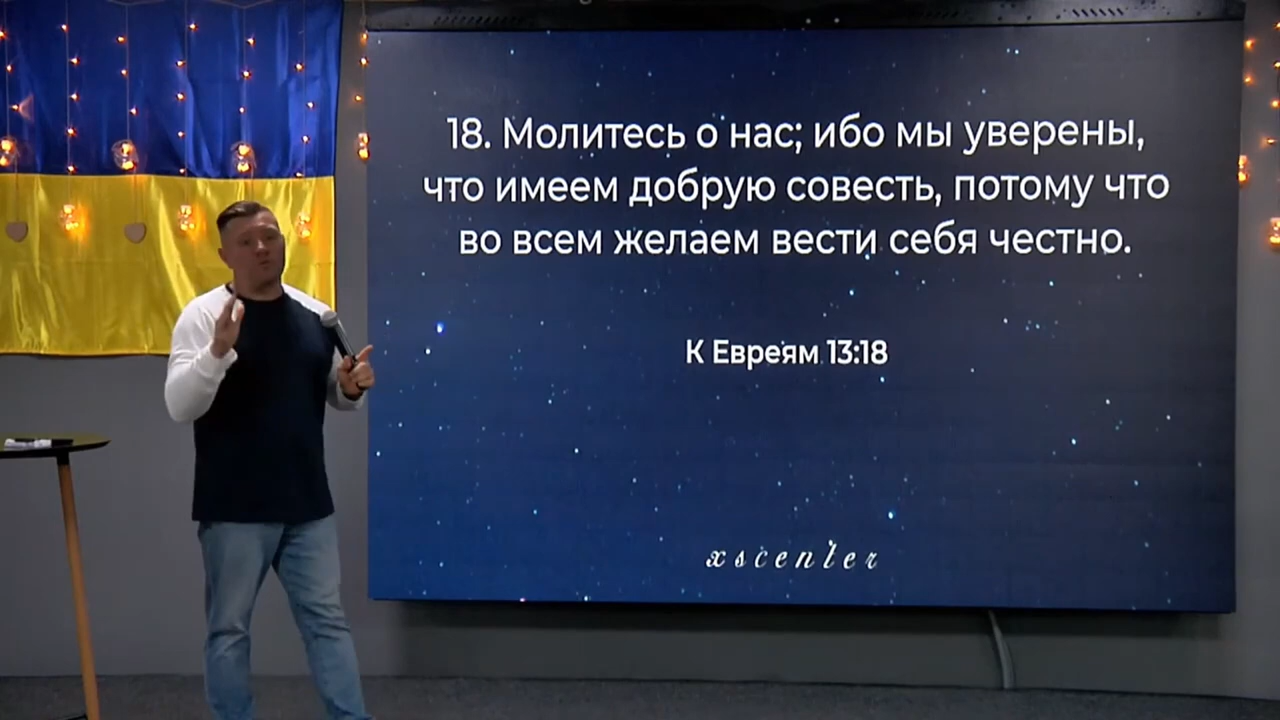 18. Молитесь о нас; ибо мы уверены,
что имеем добрую совесть, потому что
во всем желаем вести себя честно.
К Евреям 13:18
xscenter